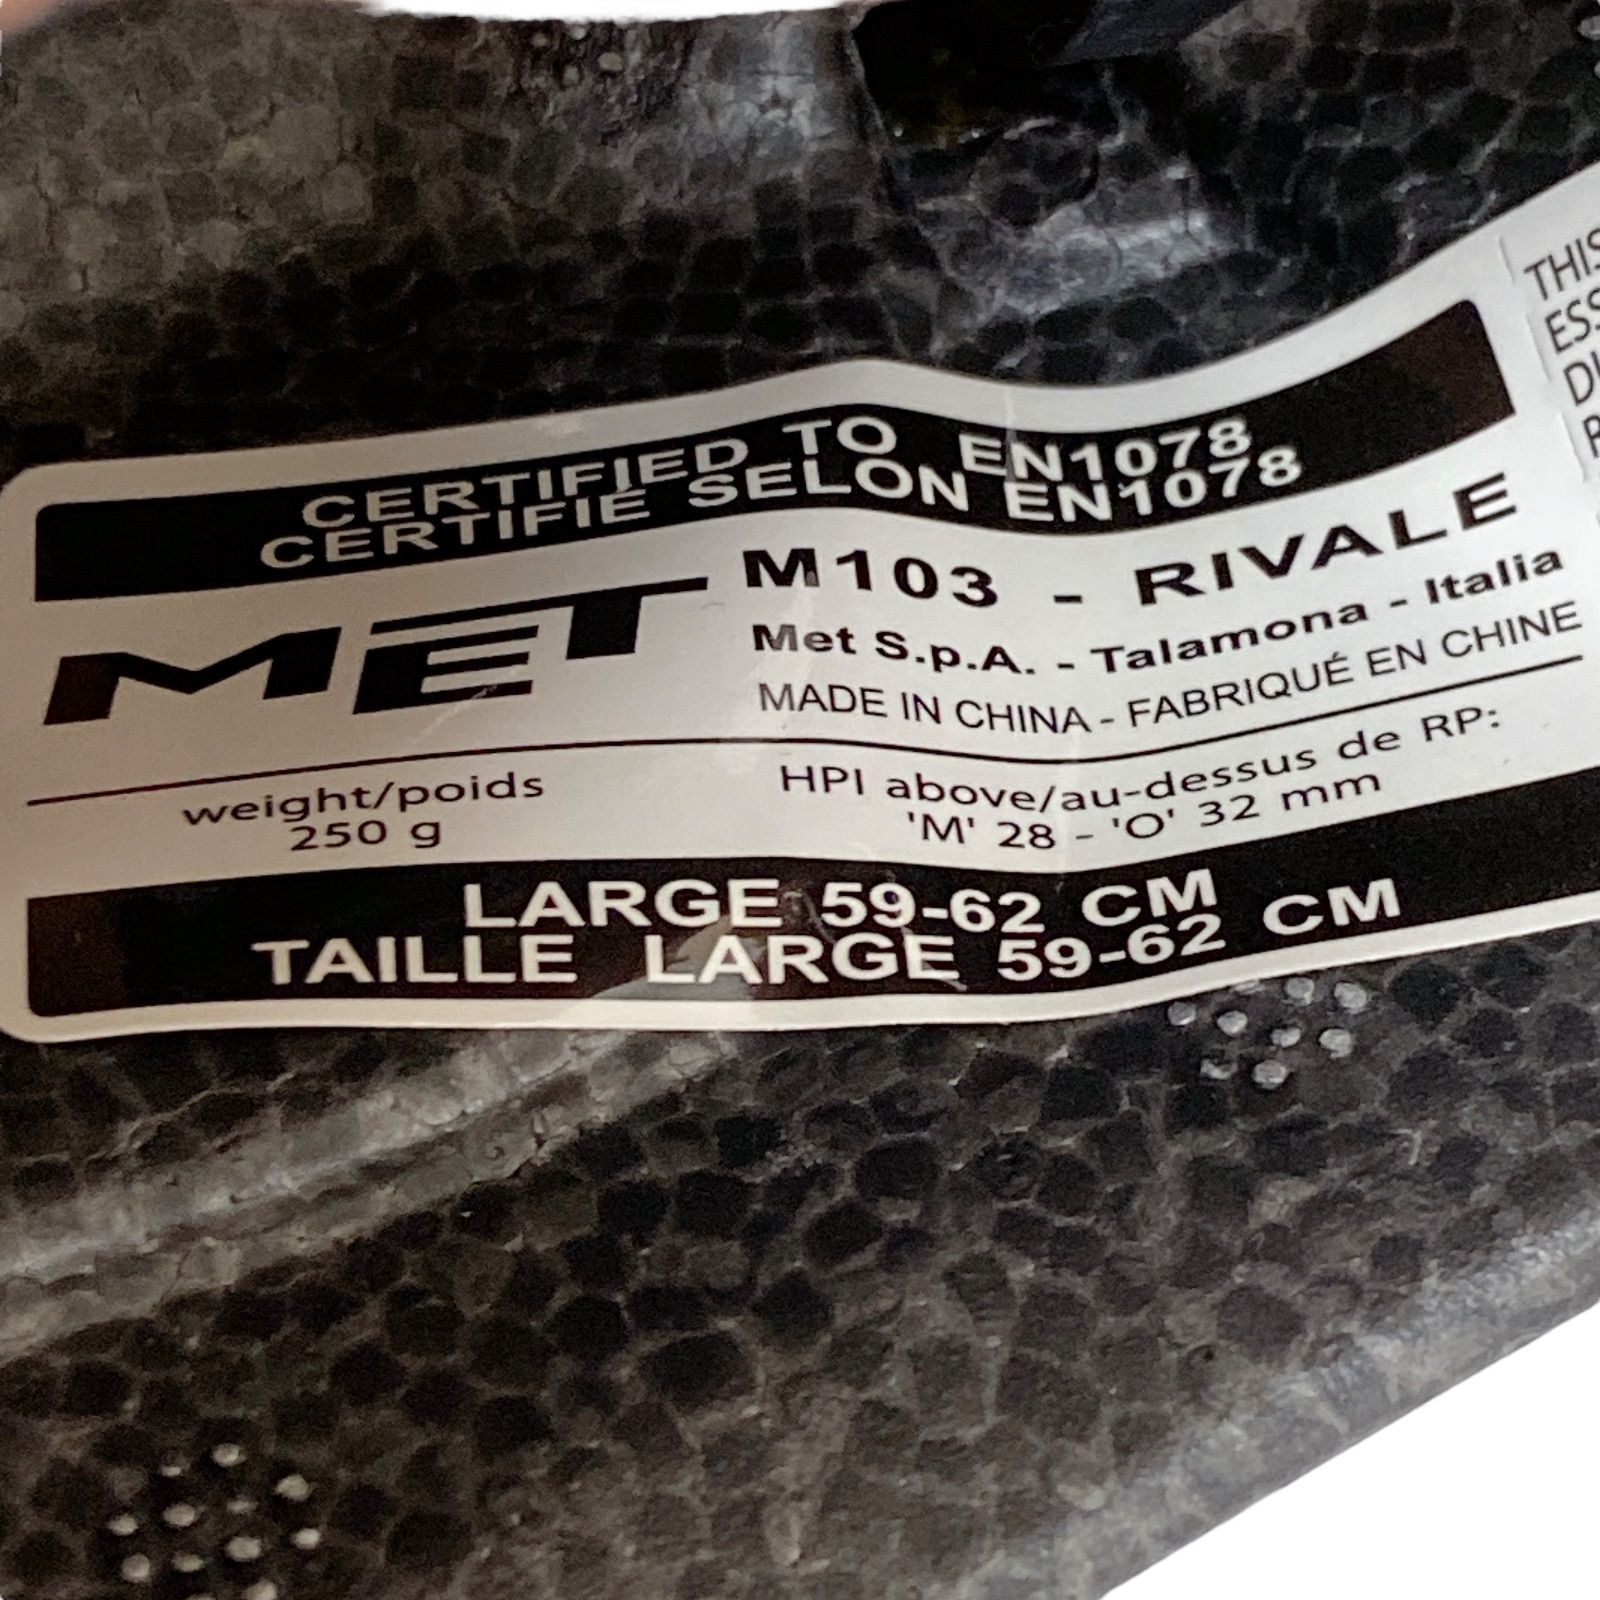 CERTIFIED TO EN1078
CERTIFIÉ SELON EN1078
MET
M103 - RIVALE
Met S.p.A. - Talamona - Italia
MADE IN CHINA - FABRIQUÉ EN CHINE
weight/poids
250 g
HPI above/au-dessus de RP:
'M' 28 - 'O' 32 mm
LARGE 59-62 CM
TAILLE LARGE 59-62 CM
THIS